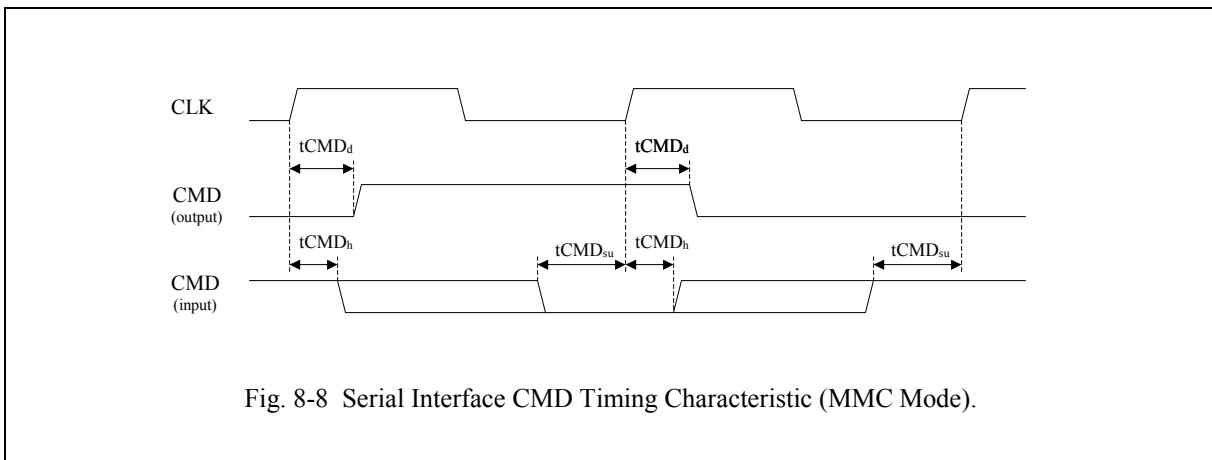 CLK
tCMDd tCMDd
CMD
(output)
tCMDh tCMDsu tCMDh tCMDsu
CMD
(input)
Fig. 8-8 Serial Interface CMD Timing Characteristic (MMC Mode).